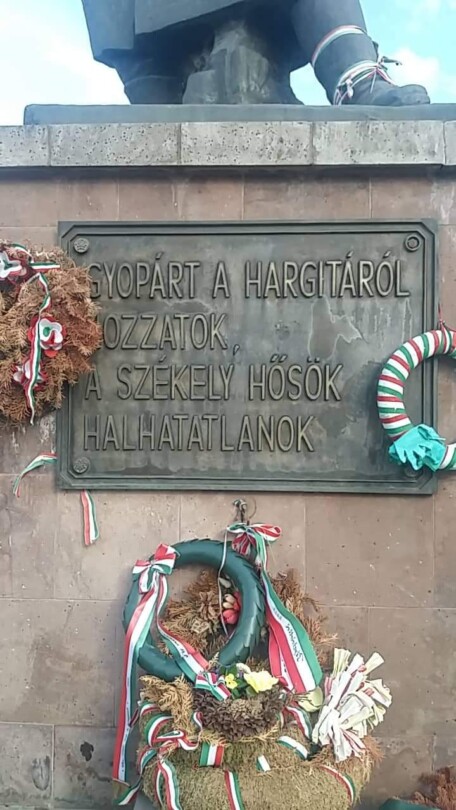 GYOPÁRT A HARGITÁRÓL
HOZZATOK,
A SZÉKELY HŐSÖK
HALHATATLANOK